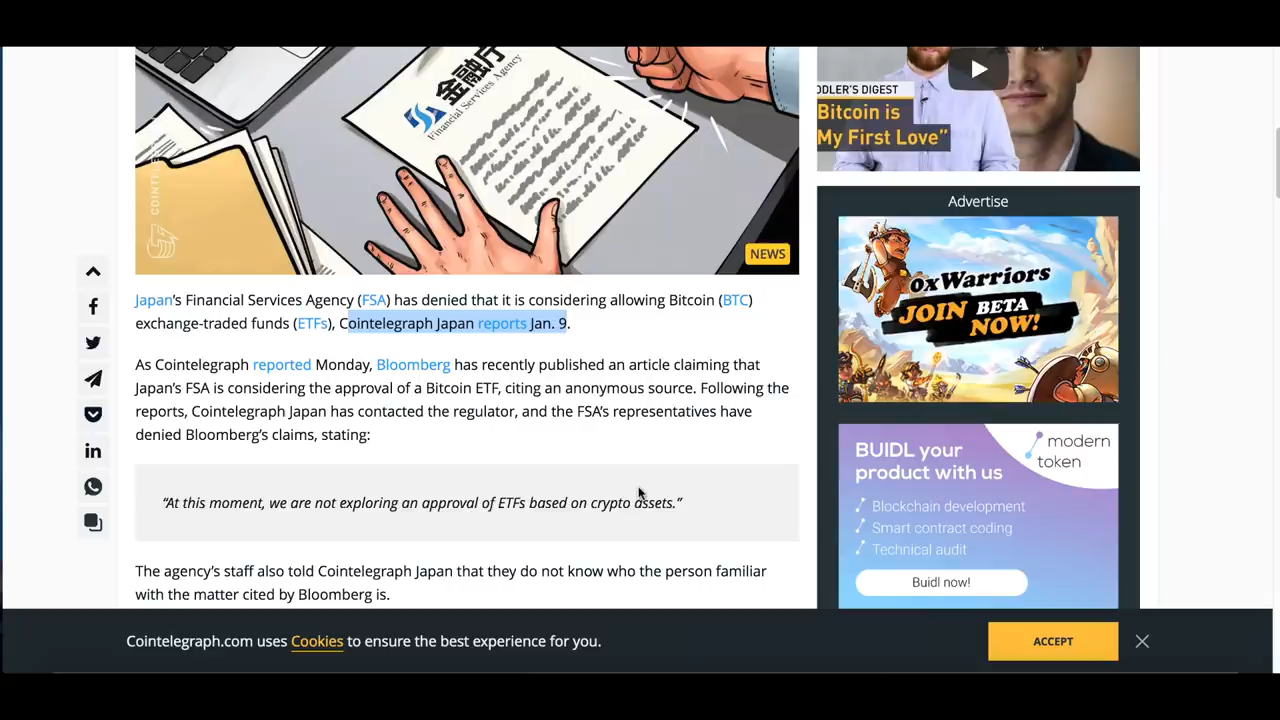 金融庁
Financial Services Agency
COINTELE
NEWS
Japan’s Financial Services Agency (FSA) has denied that it is considering allowing Bitcoin (BTC)
exchange-traded funds (ETFs), Cointelegraph Japan reports Jan. 9.
As Cointelegraph reported Monday, Bloomberg has recently published an article claiming that
Japan’s FSA is considering the approval of a Bitcoin ETF, citing an anonymous source. Following the
reports, Cointelegraph Japan has contacted the regulator, and the FSA’s representatives have
denied Bloomberg’s claims, stating:
“At this moment, we are not exploring an approval of ETFs based on crypto assets.”
The agency’s staff also told Cointelegraph Japan that they do not know who the person familiar
with the matter cited by Bloomberg is.
ODLER’S DIGEST
Bitcoin is
My First Love”
Advertise
oxWarriors
JOIN BETA
NOW!
BUIDL your
product with us
modern
token
Blockchain development
Smart contract coding
Technical audit
Buidl now!
Cointelegraph.com uses Cookies to ensure the best experience for you.
ACCEPT